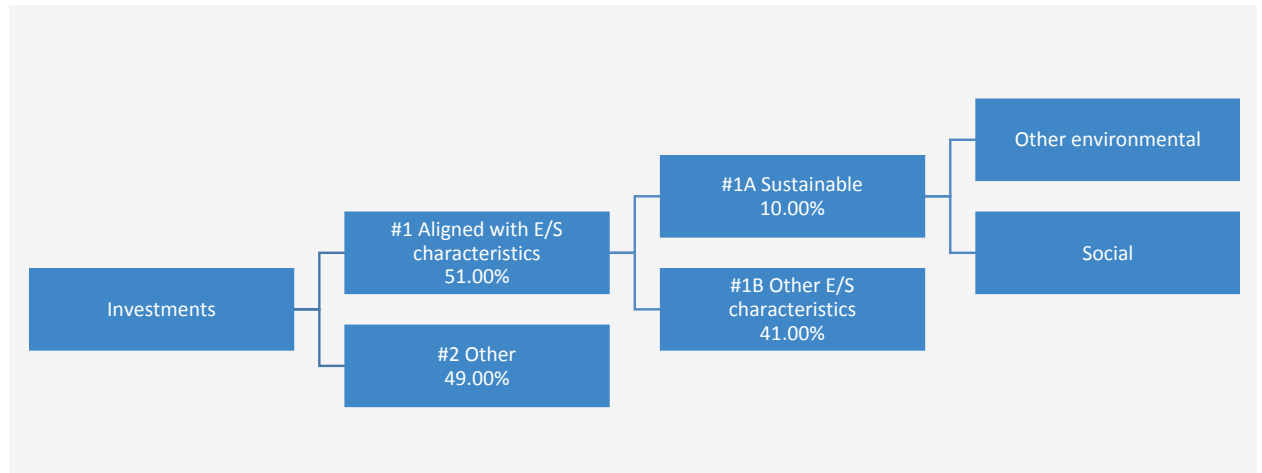 Investments
#1 Aligned with E/S
characteristics
51.00%
#2 Other
49.00%
#1A Sustainable
10.00%
#1B Other E/S
characteristics
41.00%
Other environmental
Social